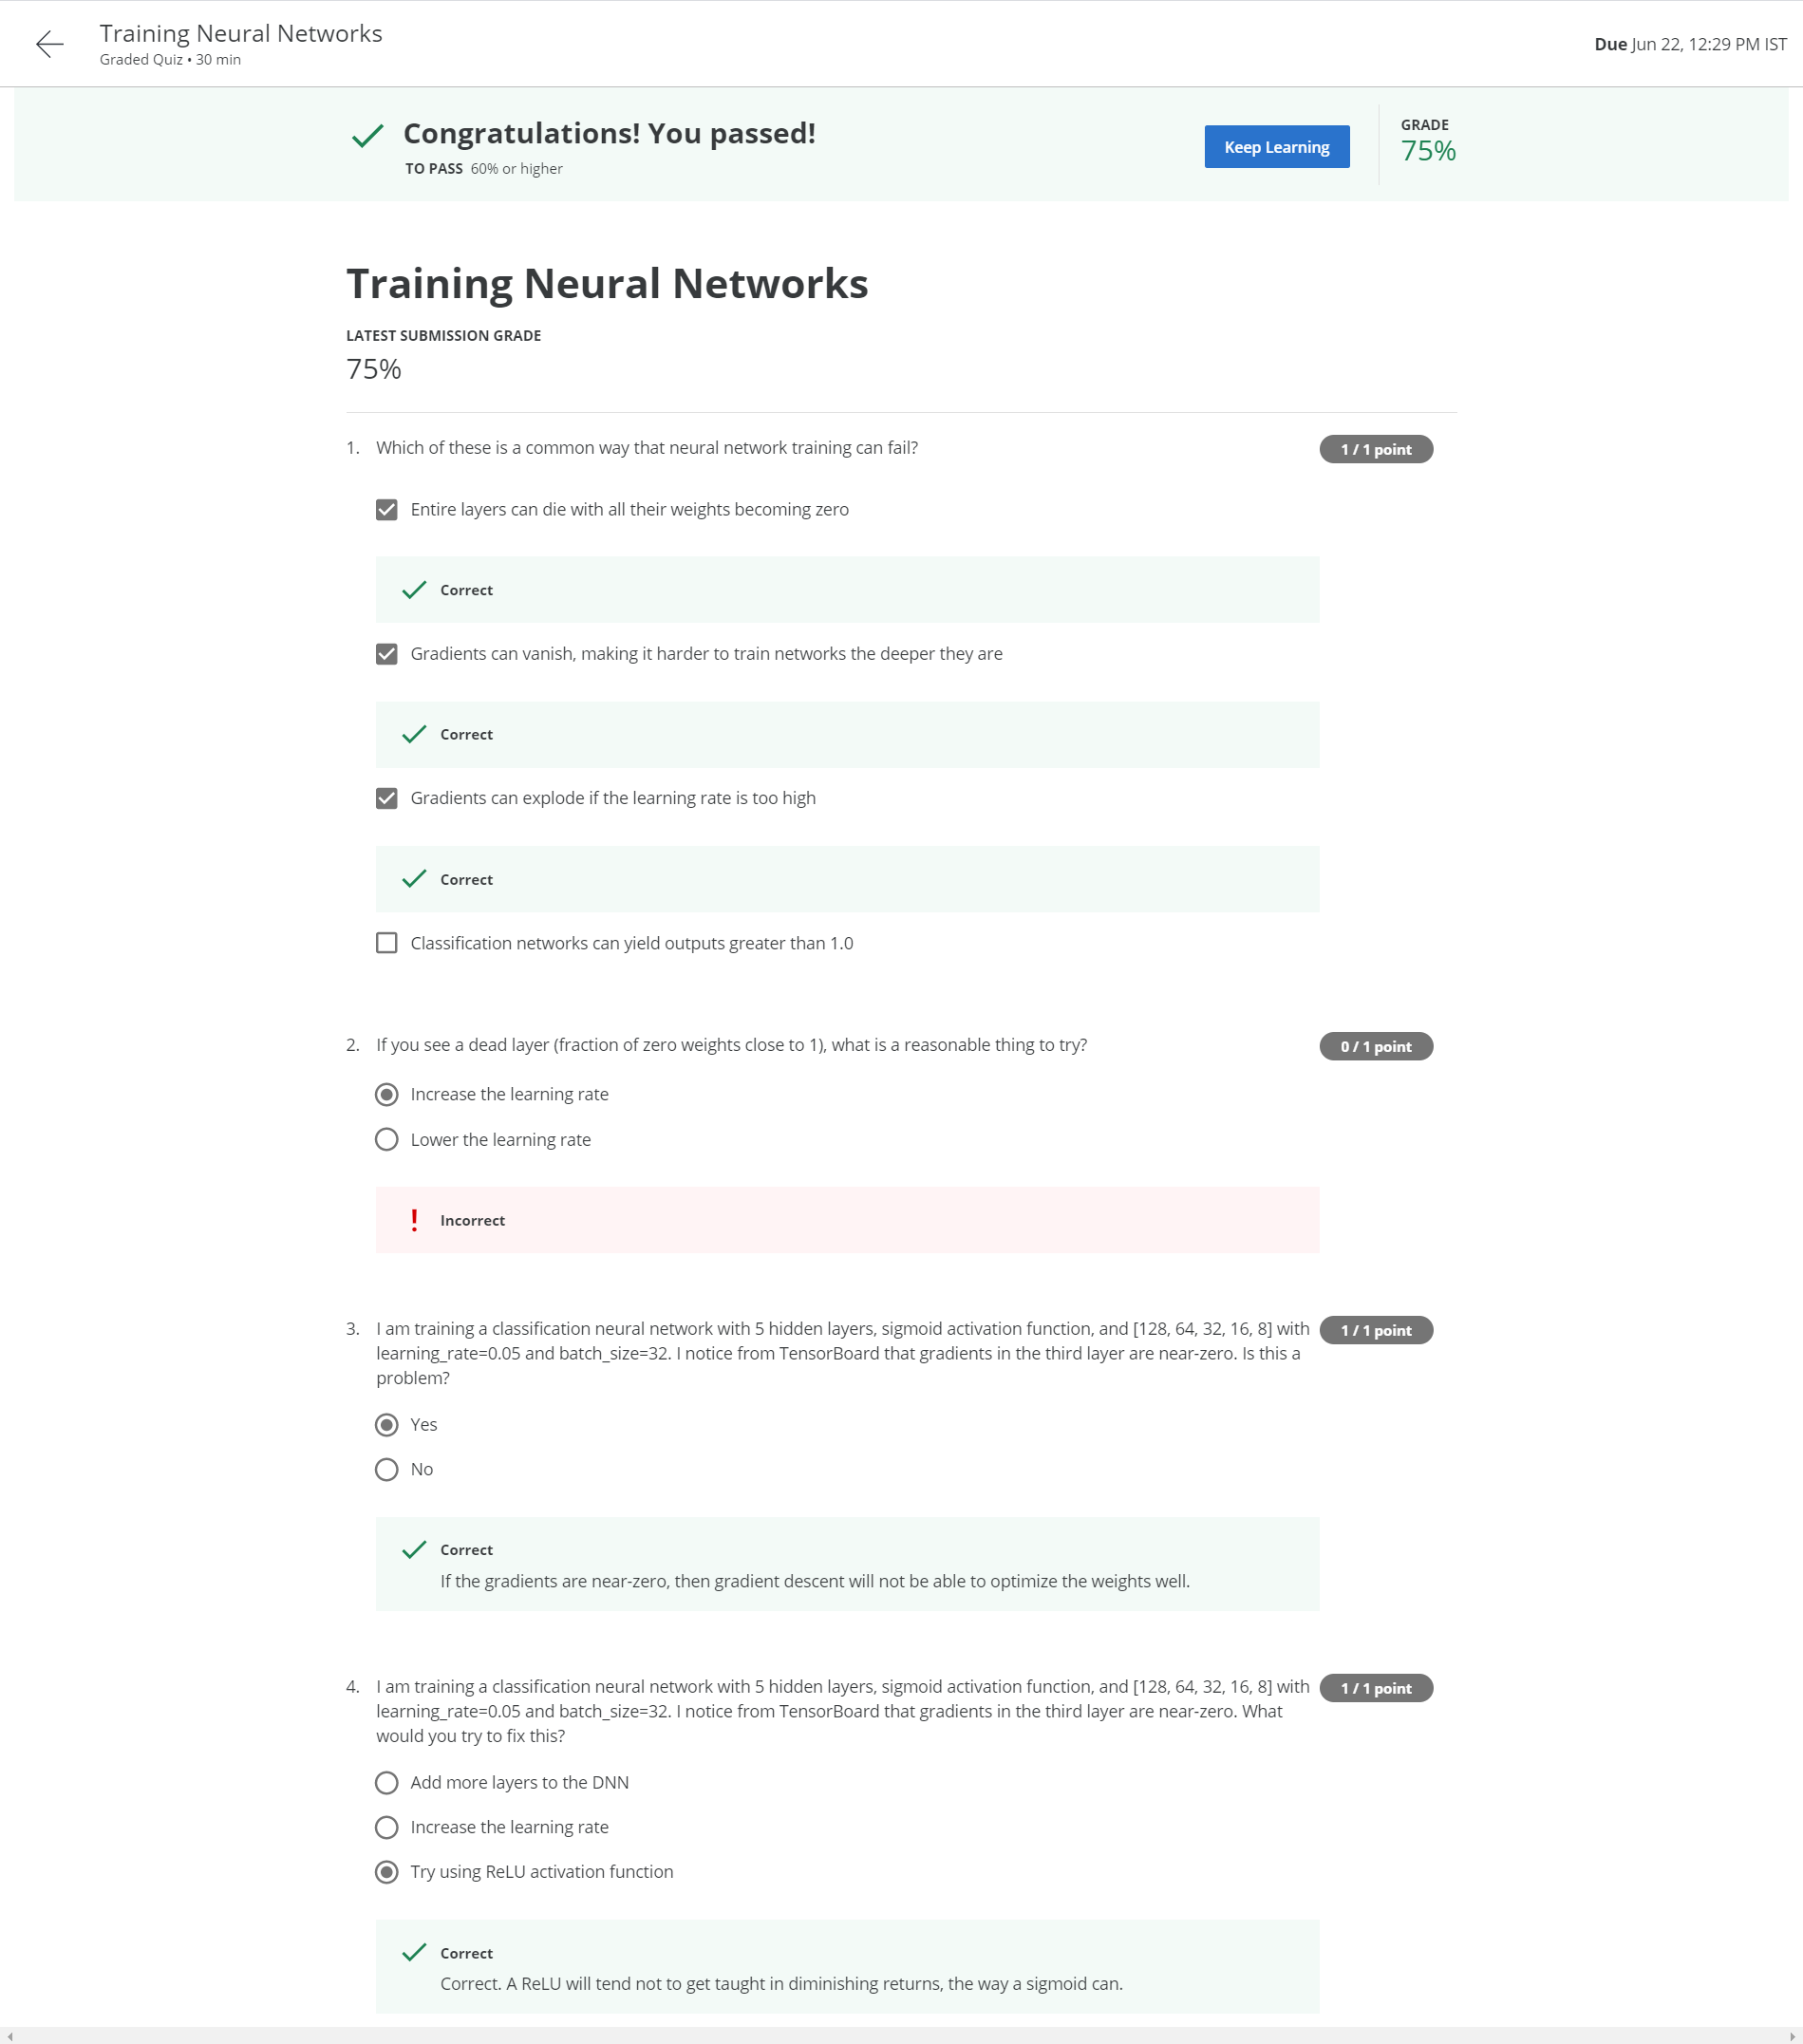 Training Neural Networks
Graded Quiz • 30 min
Due Jun 22, 12:29 PM IST
Congratulations! You passed!
TO PASS 60% or higher
Keep Learning
GRADE
75%
Training Neural Networks
LATEST SUBMISSION GRADE
75%
1. Which of these is a common way that neural network training can fail?
1 / 1 point
Entire layers can die with all their weights becoming zero
Correct
Gradients can vanish, making it harder to train networks the deeper they are
Correct
Gradients can explode if the learning rate is too high
Correct
Classification networks can yield outputs greater than 1.0
2. If you see a dead layer (fraction of zero weights close to 1), what is a reasonable thing to try?
0 / 1 point
Increase the learning rate
Lower the learning rate
! Incorrect
3. I am training a classification neural network with 5 hidden layers, sigmoid activation function, and [128, 64, 32, 16, 8] with
1 / 1 point
learning_rate=0.05 and batch_size=32. I notice from TensorBoard that gradients in the third layer are near-zero. Is this a
problem?
Yes
No
Correct
If the gradients are near-zero, then gradient descent will not be able to optimize the weights well.
4. I am training a classification neural network with 5 hidden layers, sigmoid activation function, and [128, 64, 32, 16, 8] with
1 / 1 point
learning_rate=0.05 and batch_size=32. I notice from TensorBoard that gradients in the third layer are near-zero. What
would you try to fix this?
Add more layers to the DNN
Increase the learning rate
Try using ReLU activation function
Correct
Correct. A ReLU will tend not to get taught in diminishing returns, the way a sigmoid can.